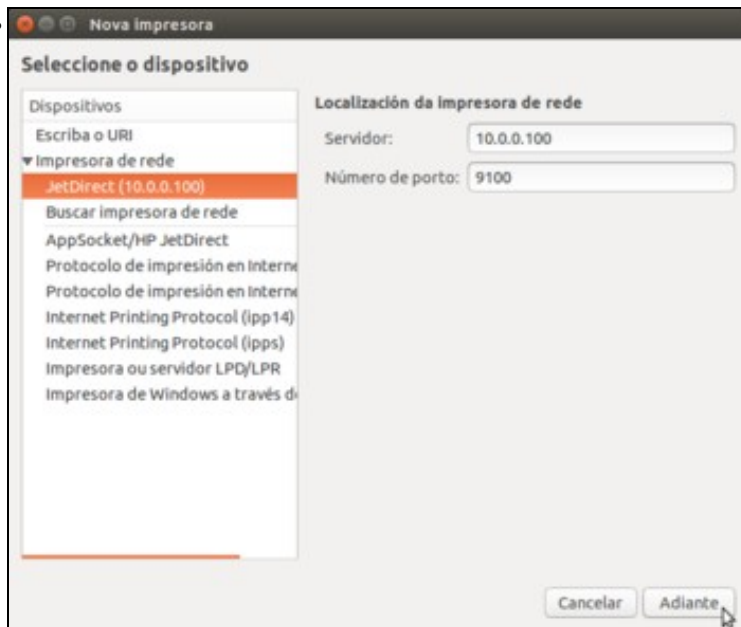 Nova impresora
Seleccione o dispositivo
Dispositivos
Escriba o URI
Impresora de rede
JetDirect (10.0.0.100)
Buscar impresora de rede
AppSocket/HP JetDirect
Protocolo de impresión en Interne
Protocolo de impresión en Interne
Internet Printing Protocol (ipp14)
Internet Printing Protocol (ipps)
Impresora ou servidor LPD/LPR
Impresora de Windows a través d
Localización da impresora de rede
Servidor: 10.0.0.100
Número de porto: 9100
Cancelar Adiante